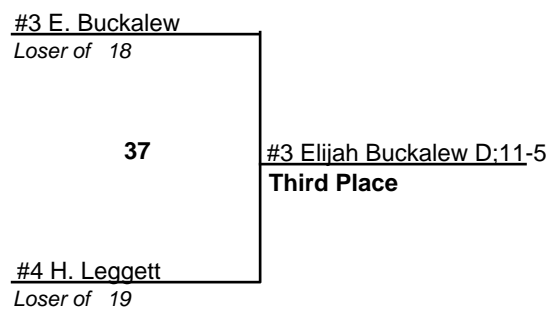 #3 E. Buckalew
Loser of 18
37
#3 Elijah Buckalew D;11-5
Third Place
#4 H. Leggett
Loser of 19